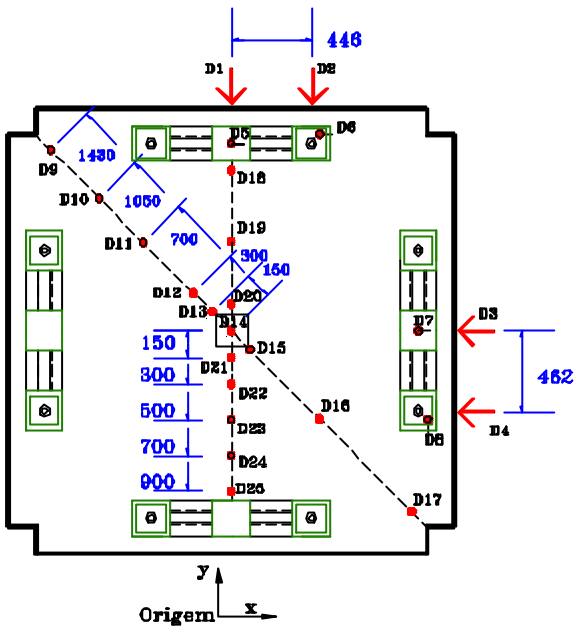 446
D1
D2
D5
D6
D9
1430
D18
D10
1050
D11
700
D19
300
150
D12
D20
D13
D14
D7
D3
150
D15
D21
300
D22
462
500
D23
D16
D8
D4
700
D24
900
D25
D17
y
Origem
x